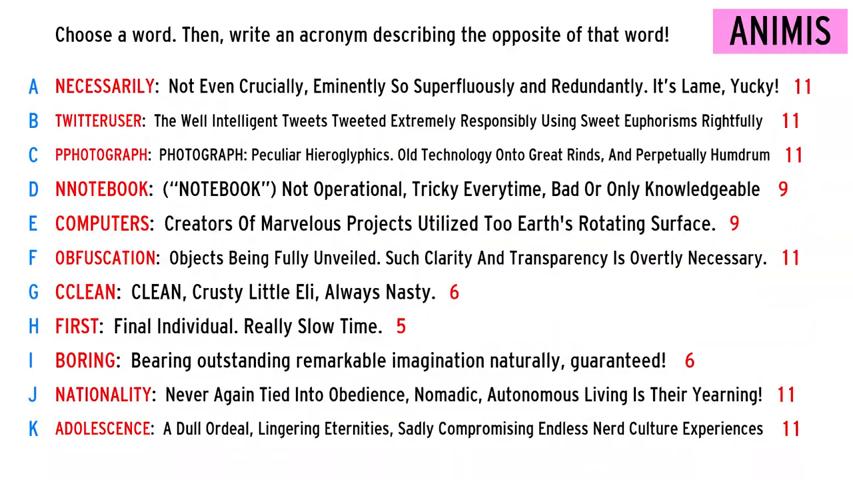 Choose a word. Then, write an acronym describing the opposite of that word!
ANIMIS
A NECESSARILY: Not Even Crucially, Eminently So Superfluously and Redundantly. It's Lame, Yucky! 11
B TWITTERUSER: The Well Intelligent Tweets Tweeted Extremely Responsibly Using Sweet Euphorisms Rightfully 11
C PPHOTOGRAPH: PHOTOGRAPH: Peculiar Hieroglyphics. Old Technology Onto Great Rinds, And Perpetually Humdrum 11
D NNOTEBOOK: ("NOTEBOOK") Not Operational, Tricky Everytime, Bad Or Only Knowledgeable 9
E COMPUTERS: Creators Of Marvelous Projects Utilized Too Earth's Rotating Surface. 9
F OBFUSCATION: Objects Being Fully Unveiled. Such Clarity And Transparency Is Overtly Necessary. 11
G CCLEAN: CLEAN, Crusty Little Eli, Always Nasty. 6
H FIRST: Final Individual. Really Slow Time. 5
I BORING: Bearing outstanding remarkable imagination naturally, guaranteed! 6
J NATIONALITY: Never Again Tied Into Obedience, Nomadic, Autonomous Living Is Their Yearning! 11
K ADOLESCENCE: A Dull Ordeal, Lingering Eternities, Sadly Compromising Endless Nerd Culture Experiences 11